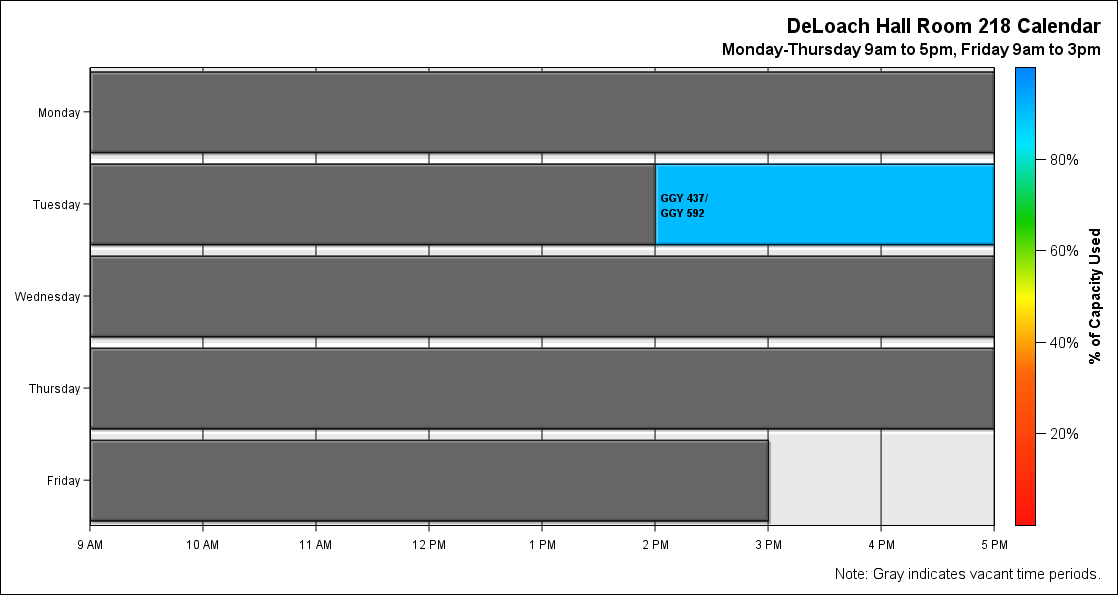 DeLoach Hall Room 218 Calendar
Monday-Thursday 9am to 5pm, Friday 9am to 3pm
Monday
Tuesday
GGY 437/
GGY 592
Wednesday
Thursday
Friday
9 AM 10 AM 11 AM 12 PM 1 PM 2 PM 3 PM 4 PM 5 PM
80%
60%
40%
20%
% of Capacity Used
Note: Gray indicates vacant time periods.